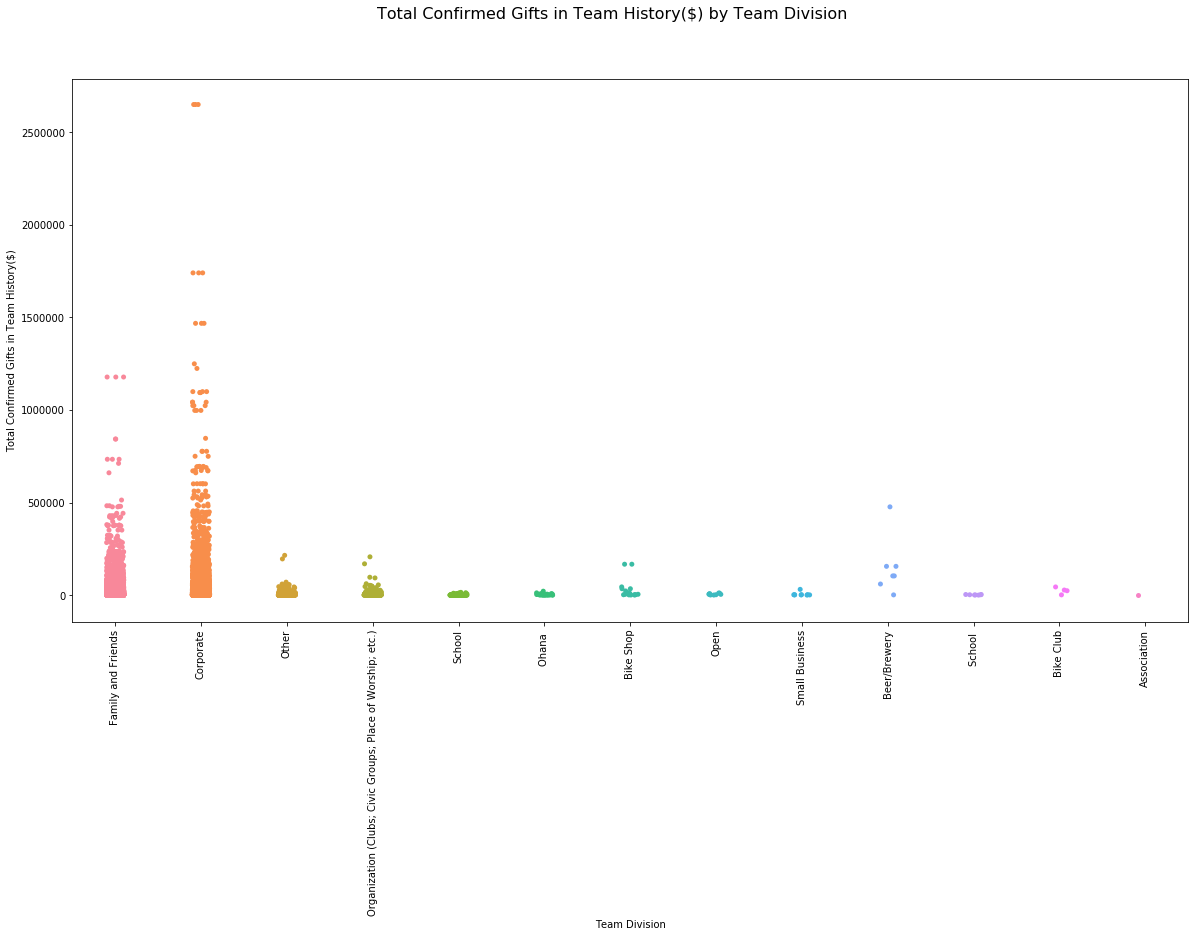 Total Confirmed Gifts in Team History($) by Team Division
Total Confirmed Gifts in Team History($)
2500000
2000000
1500000
1000000
500000
0
Family and Friends
Corporate
Other
Organization (Clubs; Civic Groups; Place of Worship; etc.)
School
Ohana
Bike Shop
Open
Small Business
Beer/Brewery
School
Bike Club
Association
Team Division